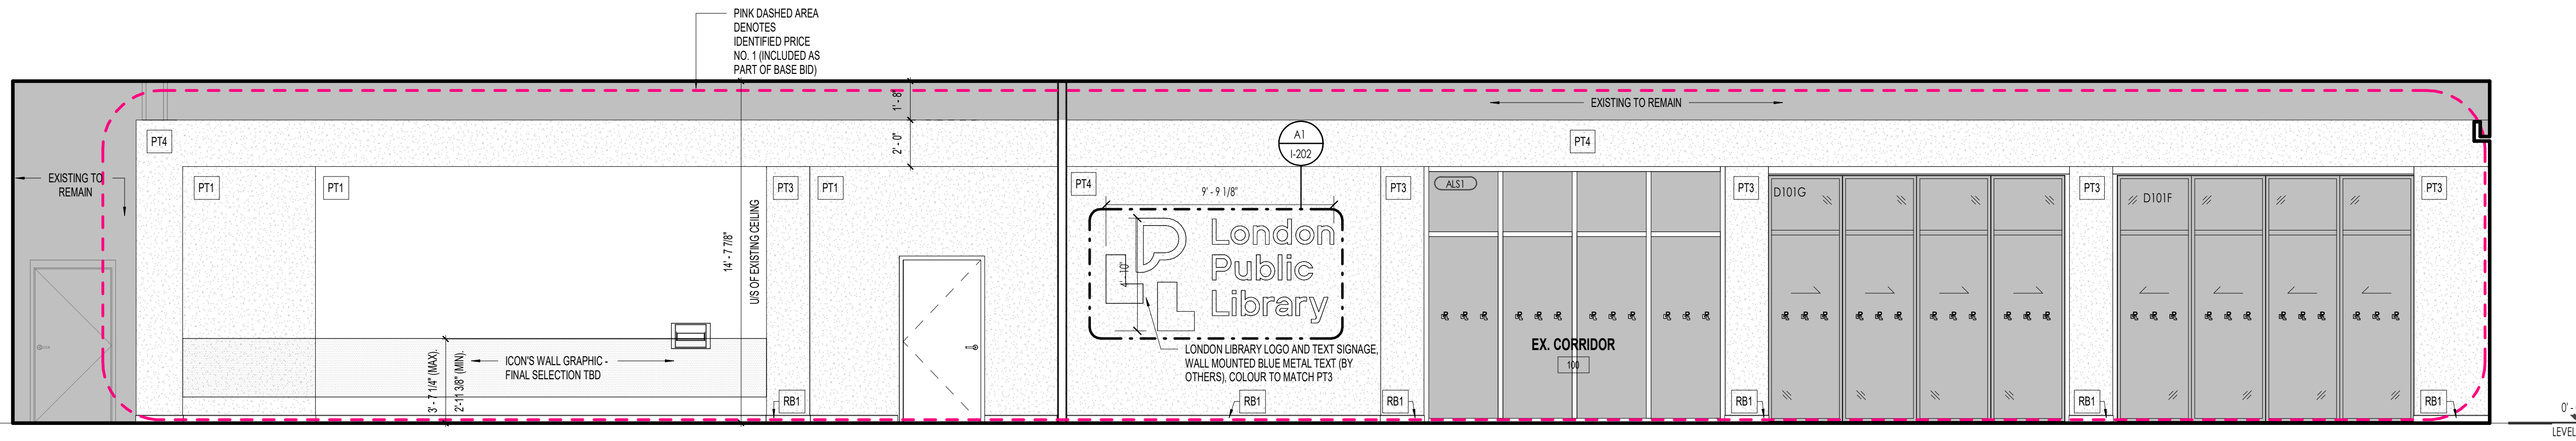 PINK DASHED AREA
DENOTES
IDENTIFIED PRICE
NO. 1 (INCLUDED AS
PART OF BASE BID)
1' - 8"
2' - 0"
EXISTING TO REMAIN
A1
I-202
PT4
PT4
EXISTING TO
REMAIN
PT1
PT1
PT3
PT1
PT4
9' - 9 1/8"
PT3
ALS1
PT3
D101G
PT3
D101F
PT3
14' - 7 7/8"
U/S OF EXISTING CEILING
4' - 10"
London
Public
Library
3' - 7 1/4" (MAX).
2'-11 3/8" (MIN).
ICON'S WALL GRAPHIC -
FINAL SELECTION TBD
LONDON LIBRARY LOGO AND TEXT SIGNAGE,
WALL MOUNTED BLUE METAL TEXT (BY
OTHERS), COLOUR TO MATCH PT3
EX. CORRIDOR
100
RB1
RB1
RB1
RB1
RB1
RB1
0' -
LEVEL